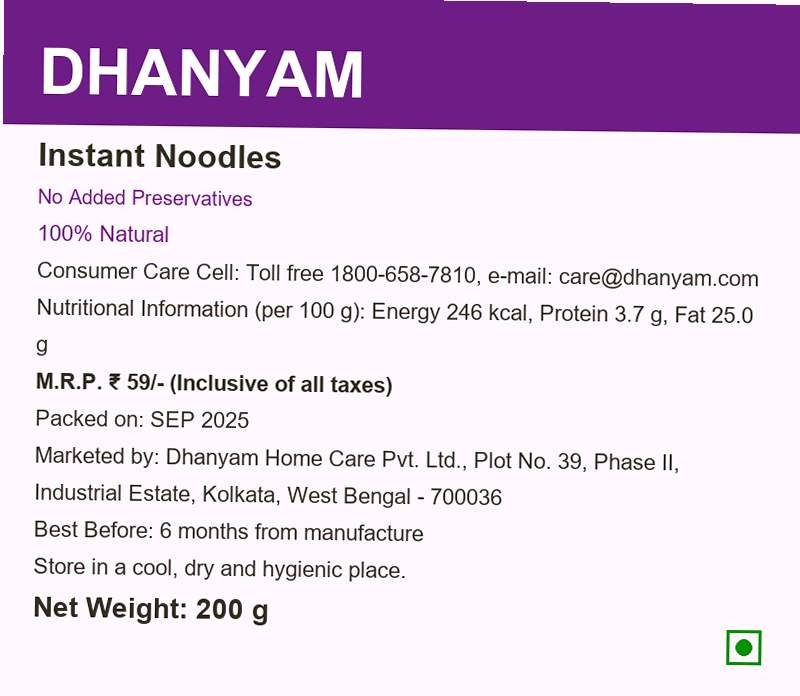 DHANYAM
Instant Noodles
No Added Preservatives
100% Natural
Consumer Care Cell: Toll free 1800-658-7810, e-mail: care@dhanyam.com
Nutritional Information (per 100 g): Energy 246 kcal, Protein 3.7 g, Fat 25.0
g
M.R.P. ₹ 59/- (Inclusive of all taxes)
Packed on: SEP 2025
Marketed by: Dhanyam Home Care Pvt. Ltd., Plot No. 39, Phase II,
Industrial Estate, Kolkata, West Bengal - 700036
Best Before: 6 months from manufacture
Store in a cool, dry and hygienic place.
Net Weight: 200 g